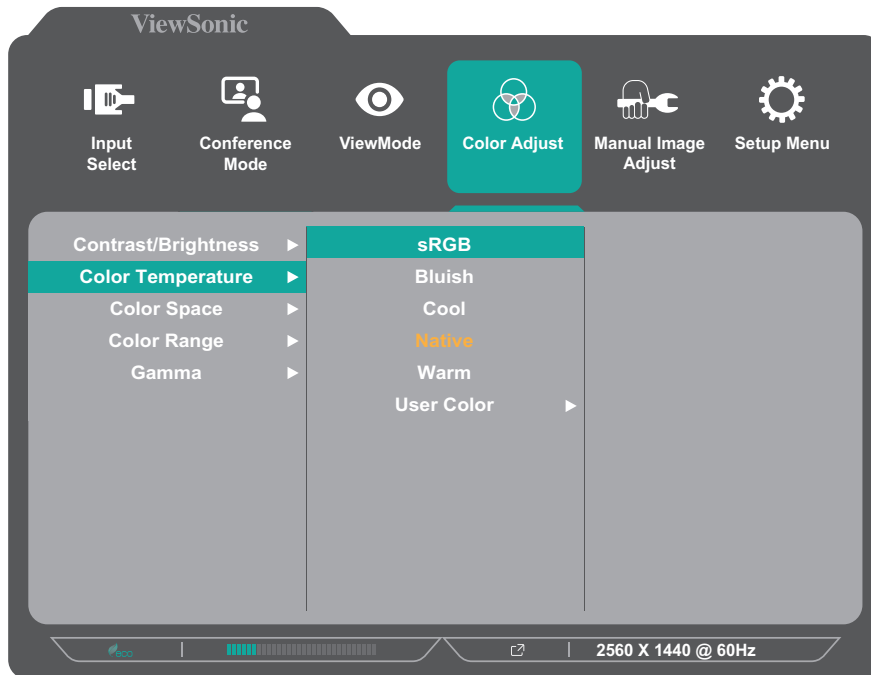 ViewSonic
Input
Select
Conference
Mode
ViewMode
Color Adjust
Manual Image
Adjust
Setup Menu
Contrast/Brightness
sRGB
Color Temperature
Bluish
Color Space
Cool
Color Range
Native
Gamma
Warm
User Color
eco
2560 X 1440 @ 60Hz